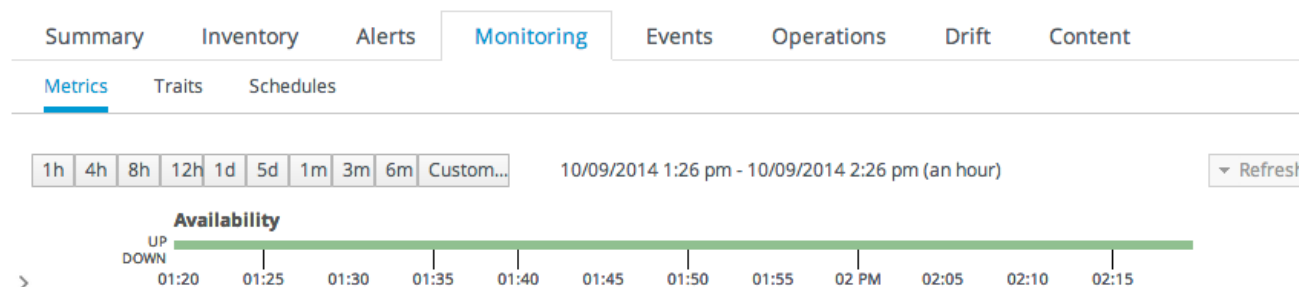 Summary Inventory Alerts Monitoring Events Operations Drift Content
Metrics Traits Schedules
1h 4h 8h 12h 1d 5d 1m 3m 6m Custom... 10/09/2014 1:26 pm - 10/09/2014 2:26 pm (an hour) Refresh
Availability
UP
DOWN
01:20 01:25 01:30 01:35 01:40 01:45 01:50 01:55 02 PM 02:05 02:10 02:15